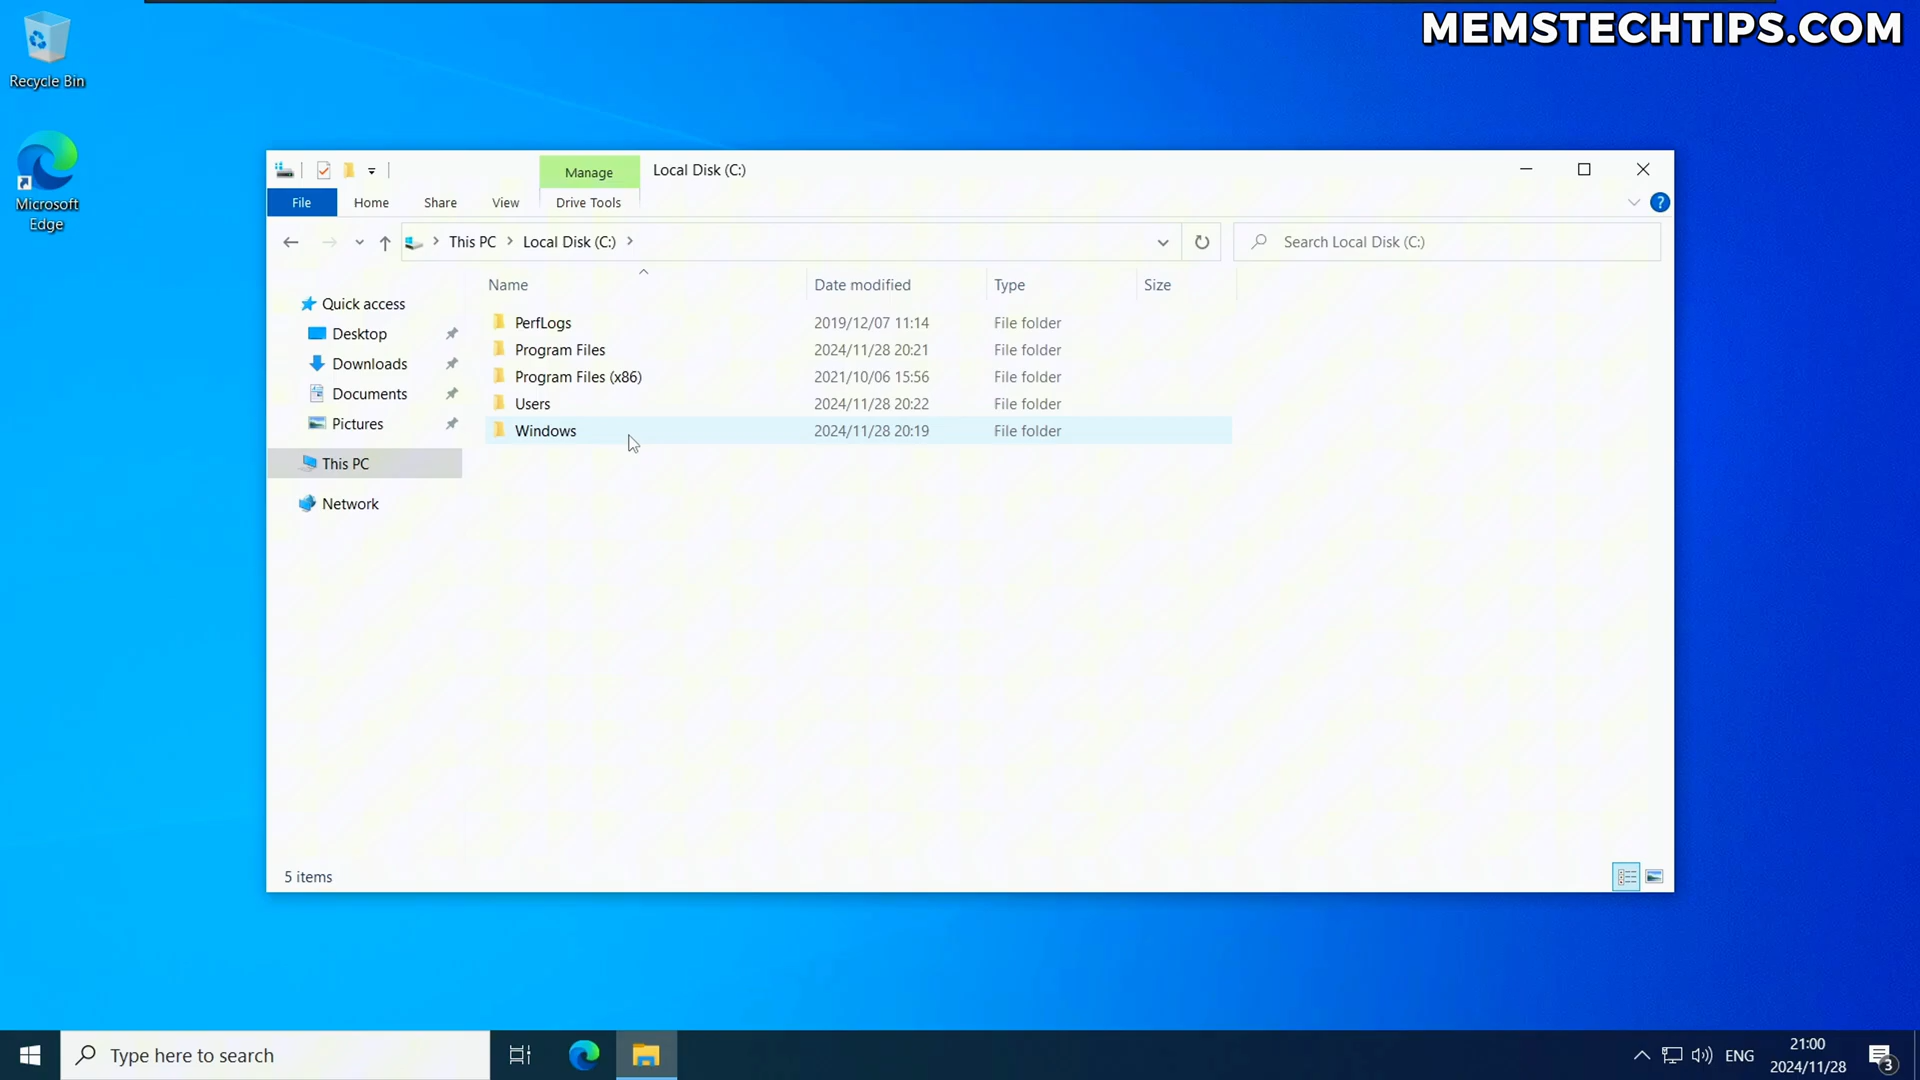 MEMSTECHTIPS.COM
Recycle Bin
Microsoft
Edge
Manage
Local Disk (C:)
File
Home
Share
View
Drive Tools
?
This PC
Local Disk (C:)
Search Local Disk (C:)
Name
Date modified
Type
Size
Quick access
Desktop
Downloads
Documents
Pictures
This PC
Network
PerfLogs 2019/12/07 11:14 File folder
Program Files 2024/11/28 20:21 File folder
Program Files (x86) 2021/10/06 15:56 File folder
Users 2024/11/28 20:22 File folder
Windows 2024/11/28 20:19 File folder
5 items
Type here to search
ENG
21:00
2024/11/28
3